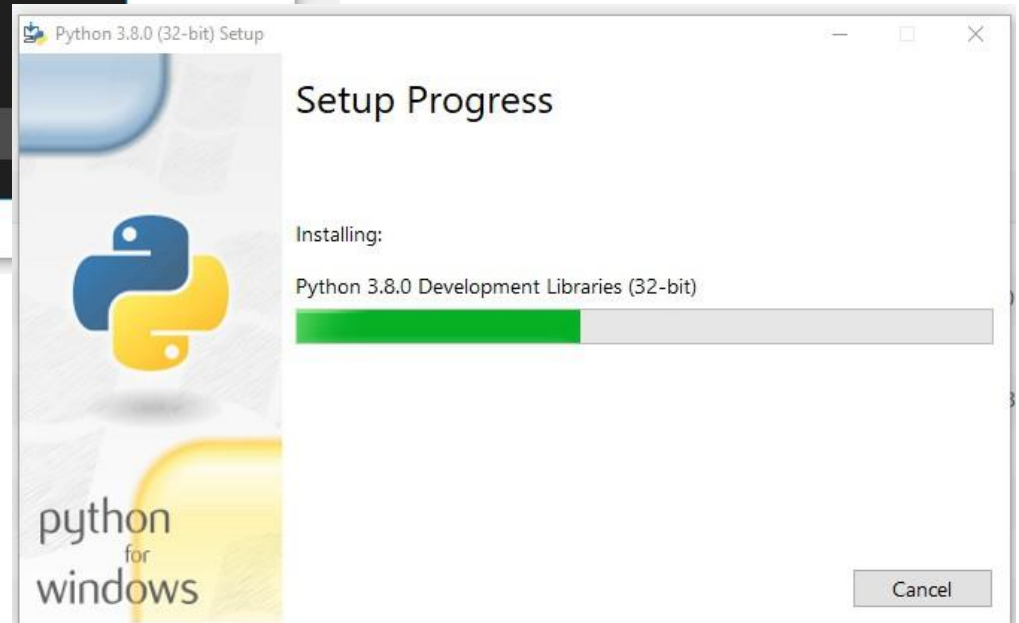 Python 3.8.0 (32-bit) Setup
Setup Progress
Installing:
Python 3.8.0 Development Libraries (32-bit)
python
for
windows
Cancel